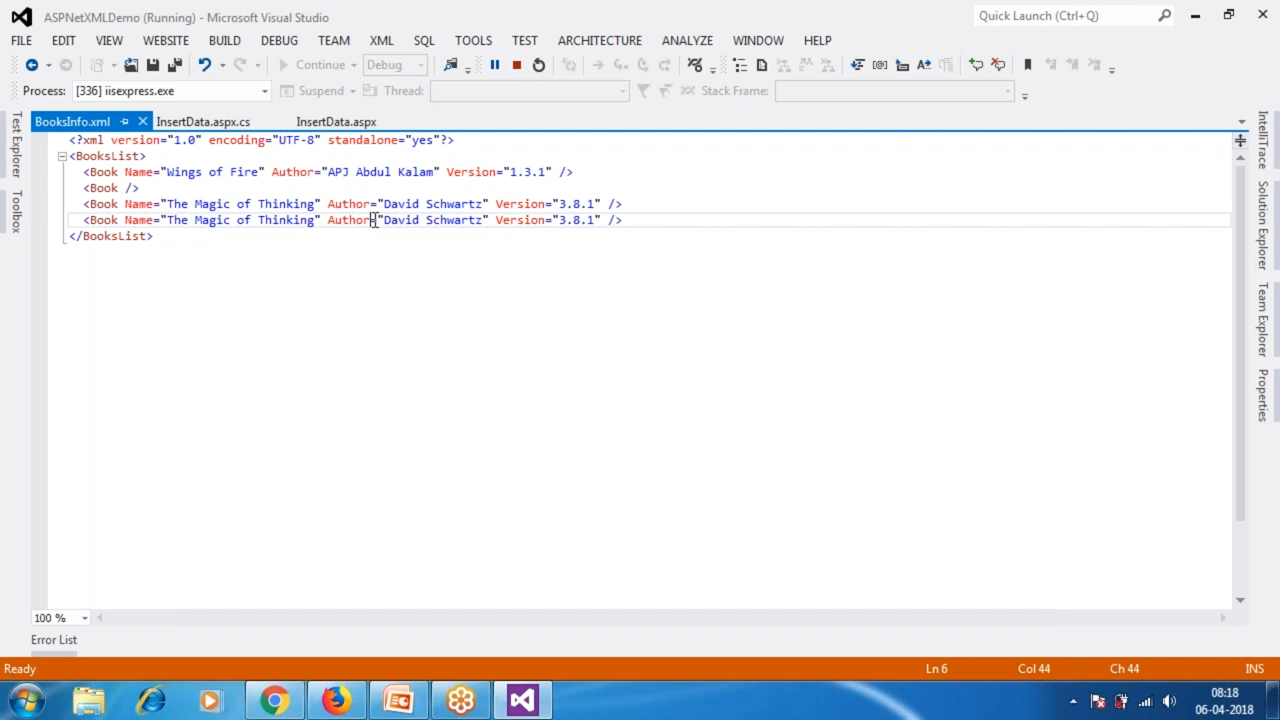 ASPNetXMLDemo (Running) - Microsoft Visual Studio
Quick Launch (Ctrl+Q)
FILE EDIT VIEW WEBSITE BUILD DEBUG TEAM XML SQL TOOLS TEST ARCHITECTURE ANALYZE WINDOW HELP
Continue Debug
Process: [336] iisexpress.exe Suspend Thread: Stack Frame:
BooksInfo.xml InsertData.aspx.cs InsertData.aspx
<?xml version="1.0" encoding="UTF-8" standalone="yes"?>
<BooksList>
<Book Name="Wings of Fire" Author="APJ Abdul Kalam" Version="1.3.1" />
<Book />
<Book Name="The Magic of Thinking" Author="David Schwartz" Version="3.8.1" />
<Book Name="The Magic of Thinking" Author="David Schwartz" Version="3.8.1" />
</BooksList>
Test Explorer
Toolbox
IntelliTrace
Solution Explorer
Team Explorer
Properties
100 %
Error List
Ready Ln 6 Col 44 Ch 44 INS
08:18
06-04-2018